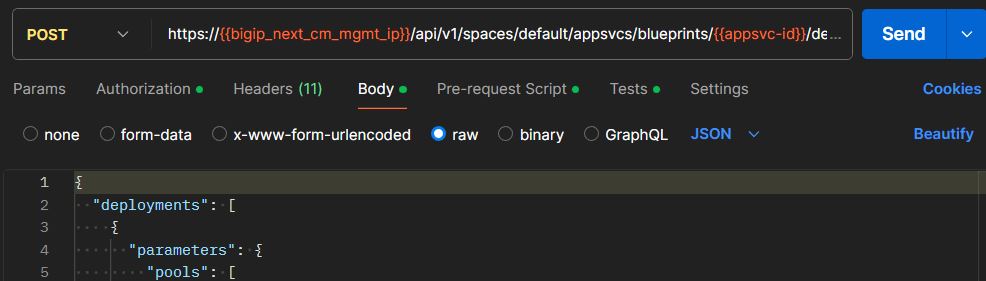 POST https://{{bigip_next_cm_mgmt_ip}}/api/v1/spaces/default/appsvcs/blueprints/{{appsvc-id}}/de... Send
Params Authorization Headers (11) Body Pre-request Script Tests Settings Cookies
none form-data x-www-form-urlencoded raw binary GraphQL JSON Beautify
1 {
2 "deployments": [
3 {
4 "parameters": {
5 "pools": [